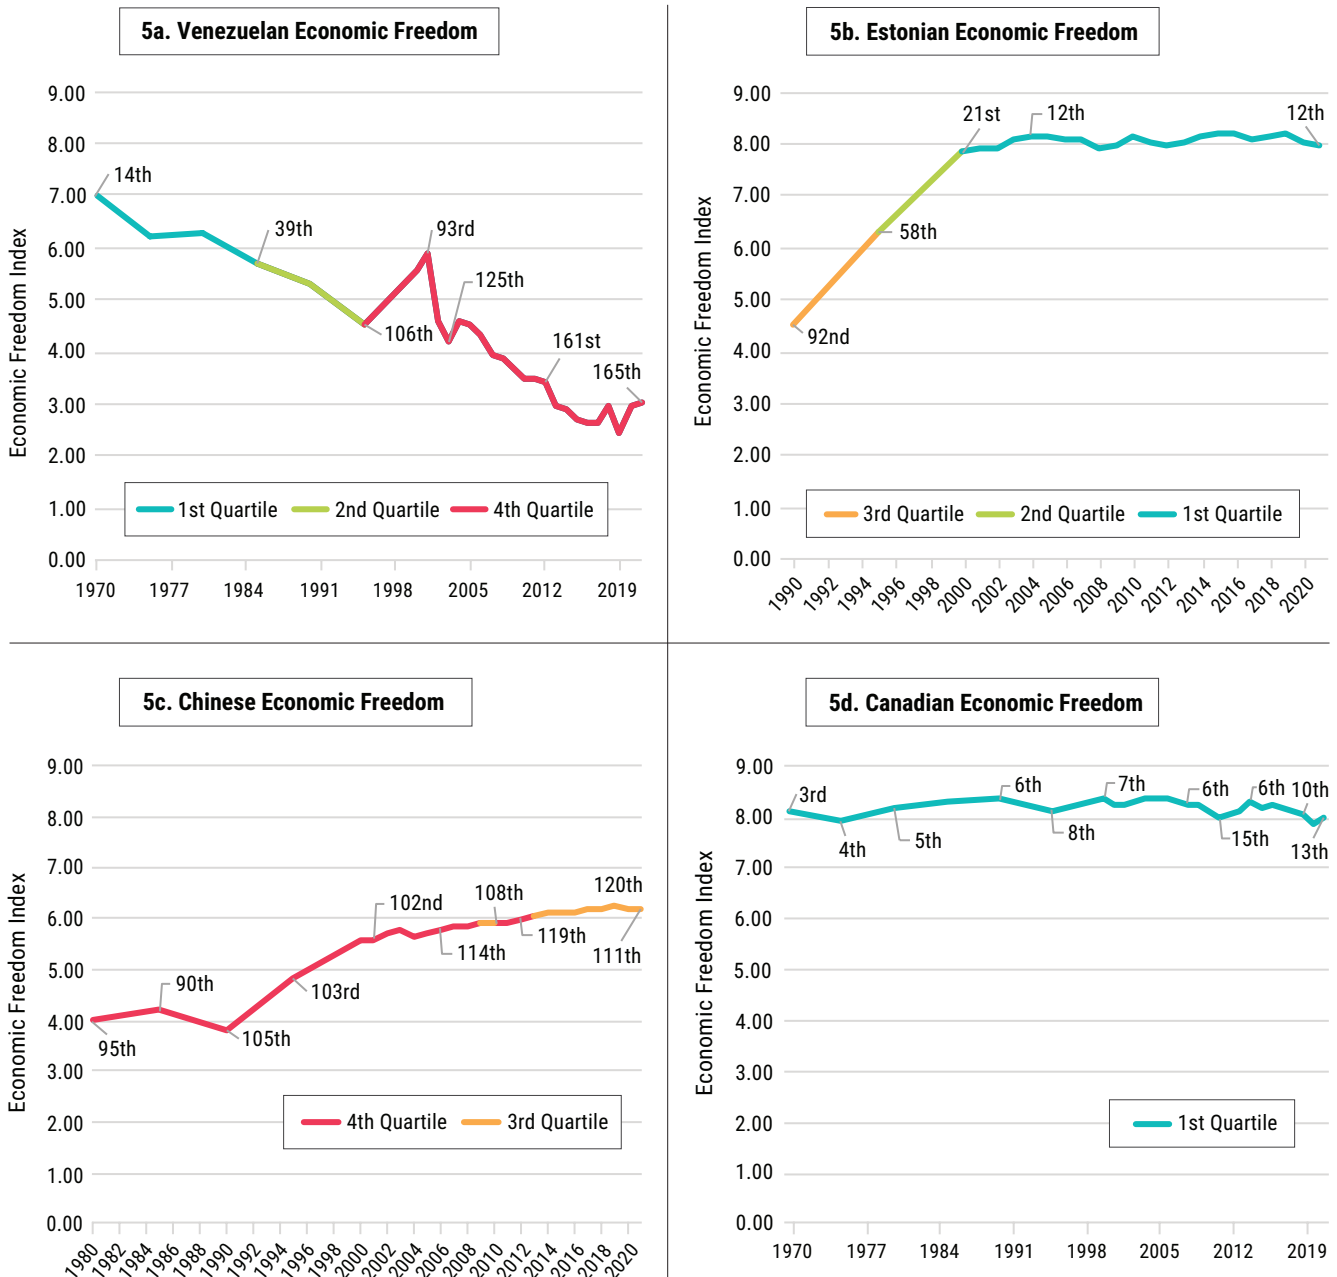 5a. Venezuelan Economic Freedom
Economic Freedom Index
9.00
8.00
7.00
6.00
5.00
4.00
3.00
2.00
1.00
0.00
14th
39th
106th
93rd
125th
161st
165th
1st Quartile 2nd Quartile 4th Quartile
1970 1977 1984 1991 1998 2005 2012 2019
5b. Estonian Economic Freedom
Economic Freedom Index
9.00
8.00
7.00
6.00
5.00
4.00
3.00
2.00
1.00
0.00
92nd
58th
21st
12th
12th
3rd Quartile 2nd Quartile 1st Quartile
1990 1992 1994 1996 1998 2000 2002 2004 2006 2008 2010 2012 2014 2016 2018 2020
5c. Chinese Economic Freedom
Economic Freedom Index
9.00
8.00
7.00
6.00
5.00
4.00
3.00
2.00
1.00
0.00
95th
90th
105th
103rd
102nd
114th
108th
119th
120th
111th
4th Quartile 3rd Quartile
1980 1982 1984 1986 1988 1990 1992 1994 1996 1998 2000 2002 2004 2006 2008 2010 2012 2014 2016 2018 2020
5d. Canadian Economic Freedom
Economic Freedom Index
9.00
8.00
7.00
6.00
5.00
4.00
3.00
2.00
1.00
0.00
3rd
4th
5th
6th
8th
7th
6th
15th
6th
10th
13th
1st Quartile
1970 1977 1984 1991 1998 2005 2012 2019